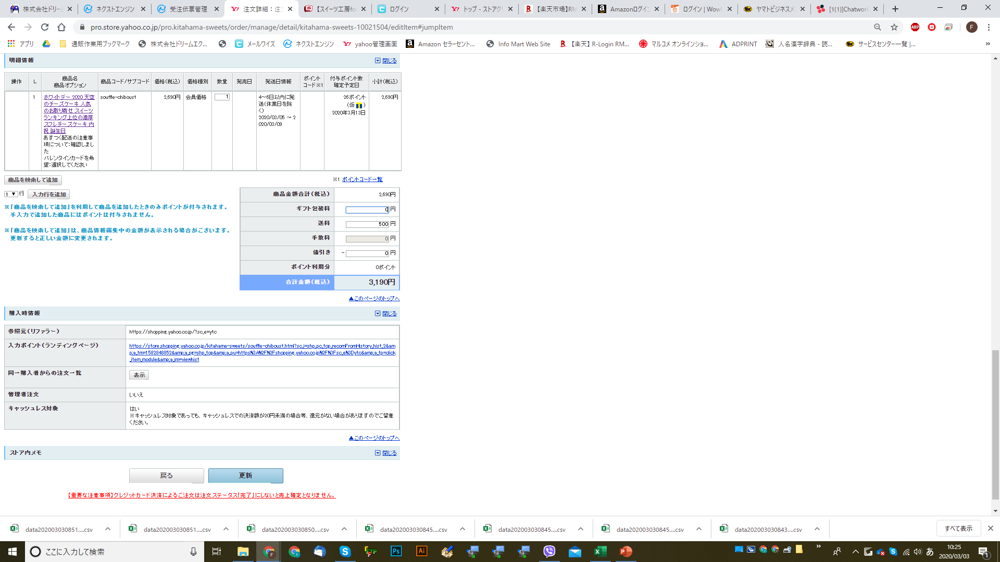 株式会社ドリーム
ネクストエンジン
受注伝票管理
注文詳細：注文
【スイーツ工房fo
ログイン
トップ - ストアクリ
【楽天市場】RM
Amazonログイン
ログイン | Wow!
ヤマトビジネスメ
[1(1)]Chatwork
pro.store.yahoo.co.jp/pro.kitahama-sweets/order/manage/detail/kitahama-sweets-10021504/editItem#jumpItem
アプリ
通販作業用ブックマーク
株式会社ドリームエク...
メールワイズ
ネクストエンジン
yahoo管理画面
Amazon セラーセント...
Info Mart Web Site
【楽天】R-Login RM...
マルコメ オンラインショ...
ADPRINT
人名漢字辞典 - 読...
サービスセンター一覧 |...
明細情報
閉じる
操作 L 商品名 商品オプション 商品コード/サブコード 価格(税込) 価格種別 数量 発売日 発送日情報 ポイントコード※1 付与ポイント数 確定予定日 小計(税込)
1
ホワイトデー 2020 天空
のチーズケーキ 人気
のお取り寄せ スイーツ
ランキング上位の濃厚
スフレチーズケーキ 内
祝 誕生日
あすつく配送の注意事
項について：確認しまし
た
バレンタインカードを希
望：選択してください
souffle-chiboust
2,690円
会員価格
1
4～6日以内に発
送(休業日を除
く)
2020/03/05 ～ 2
020/03/09
26ポイント
(仮 )
2020年3月13日
2,690円
商品を検索して追加
※1 ポイントコード一覧
1 行 入力行を追加
※「商品を検索して追加」を利用して商品を追加したときのみポイントが付与されます。
手入力で追加した商品にはポイントは付与されません。
※「商品を検索して追加」は、商品情報編集中の金額が表示される場合がございます。
更新すると正しい金額に変更されます。
商品金額合計(税込) 2,690円
ギフト包装料 0 円
送料 500 円
手数料 0 円
値引き - 0 円
ポイント利用分 0ポイント
合計金額(税込) 3,190円
▲このページのトップへ
購入時情報
閉じる
参照元(リファラー) https://shopping.yahoo.co.jp/?sc_e=ytc
入力ポイント(ランディングページ)
https://store.shopping.yahoo.co.jp/kitahama-sweets/souffle-chiboust.html?sc_i=shp_pc_top_recomFromHistory_hist_2&am
p;a_tm=1582848852&amp;a_pg=shp_top&amp;a_pu=https%3A%2F%2Fshopping.yahoo.co.jp%2F%3Fsc_e%3Dytc&amp;a_tp=click
_item_module&amp;a_im=viewhist
同一購入者からの注文一覧 表示
管理者注文 いいえ
キャッシュレス対象 はい
※キャッシュレス対象であっても、キャッシュレスでの決済額が20円未満の場合等、還元がない場合がありますのでご留意
ください。
▲このページのトップへ
ストア内メモ
閉じる
戻る
更新
【重要な注意事項】クレジットカード決済によるご注文は注文ステータス「完了」にしないと売上確定となりません。
data202003030851....csv
data202003030851....csv
data202003030850....csv
data202003030845....csv
data202003030845....csv
data202003030845....csv
data202003030843....csv
すべて表示
ここに入力して検索
あ
10:25
2020/03/03
1